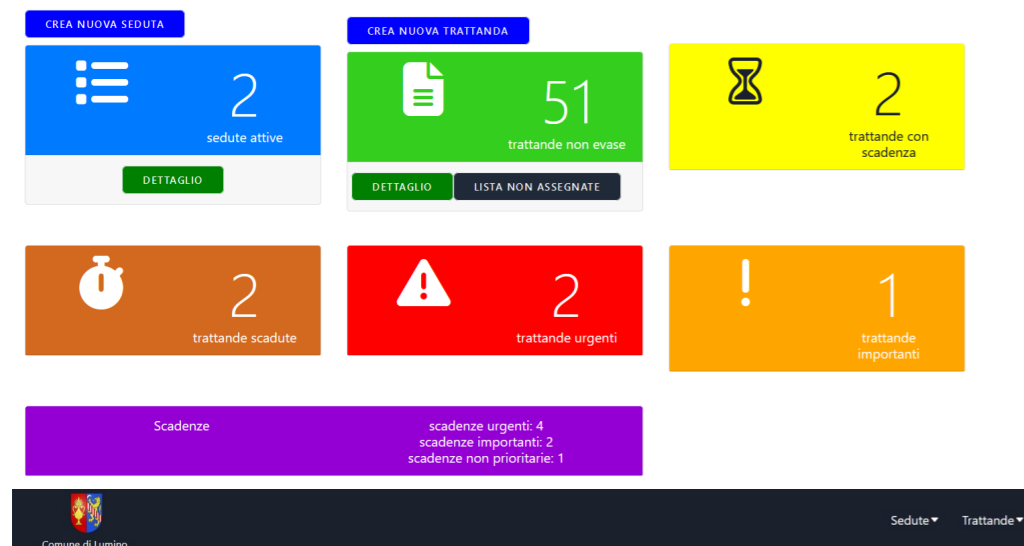 CREA NUOVA SEDUTA
2
sedute attive
DETTAGLIO
CREA NUOVA TRATTANDA
51
trattande non evase
DETTAGLIO
LISTA NON ASSEGNATE
2
trattande con
scadenza
2
trattande scadute
2
trattande urgenti
1
trattande
importanti
Scadenze
scadenze urgenti: 4
scadenze importanti: 2
scadenze non prioritarie: 1
Comune di Lumino
Sedute
Trattande